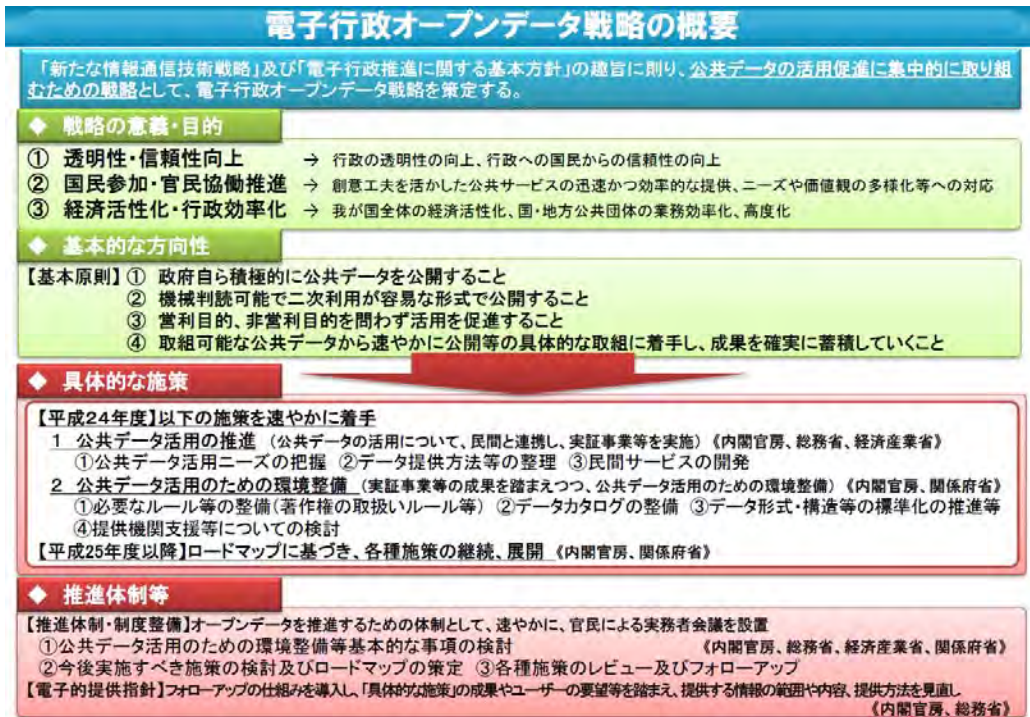 電子行政オープンデータ戦略の概要
「新たな情報通信技術戦略」及び「電子行政推進に関する基本方針」の趣旨に則り、公共データの活用促進に集中的に取り組
むための戦略として、電子行政オープンデータ戦略を策定する。
◆ 戦略の意義・目的
① 透明性・信頼性向上 → 行政の透明性の向上、行政への国民からの信頼性の向上
② 国民参加・官民協働推進 → 創意工夫を活かした公共サービスの迅速かつ効率的な提供、ニーズや価値観の多様化等への対応
③ 経済活性化・行政効率化 → 我が国全体の経済活性化、国・地方公共団体の業務効率化、高度化
◆ 基本的な方向性
【基本原則】① 政府自ら積極的に公共データを公開すること
② 機械判読可能で二次利用が容易な形式で公開すること
③ 営利目的、非営利目的を問わず活用を促進すること
④ 取組可能な公共データから速やかに公開等の具体的な取組に着手し、成果を確実に蓄積していくこと
◆ 具体的な施策
【平成24年度】以下の施策を速やかに着手
1 公共データ活用の推進 (公共データの活用について、民間と連携し、実証事業等を実施)《内閣官房、総務省、経済産業省》
①公共データ活用ニーズの把握 ②データ提供方法等の整理 ③民間サービスの開発
2 公共データ活用のための環境整備 (実証事業等の成果を踏まえつつ、公共データ活用のための環境整備)《内閣官房、関係府省》
①必要なルール等の整備(著作権の取扱いルール等) ②データカタログの整備 ③データ形式・構造等の標準化の推進等
④提供機関支援等についての検討
【平成25年度以降】ロードマップに基づき、各種施策の継続、展開《内閣官房、関係府省》
◆ 推進体制等
【推進体制・制度整備】オープンデータを推進するための体制として、速やかに、官民による実務者会議を設置
①公共データ活用のための環境整備等基本的な事項の検討 《内閣官房、総務省、経済産業省、関係府省》
②今後実施すべき施策の検討及びロードマップの策定 ③各種施策のレビュー及びフォローアップ
【電子的提供指針】フォローアップの仕組みを導入し、「具体的な施策」の成果やユーザーの要望等を踏まえ、提供する情報の範囲や内容、提供方法を見直し
《内閣官房、総務省》